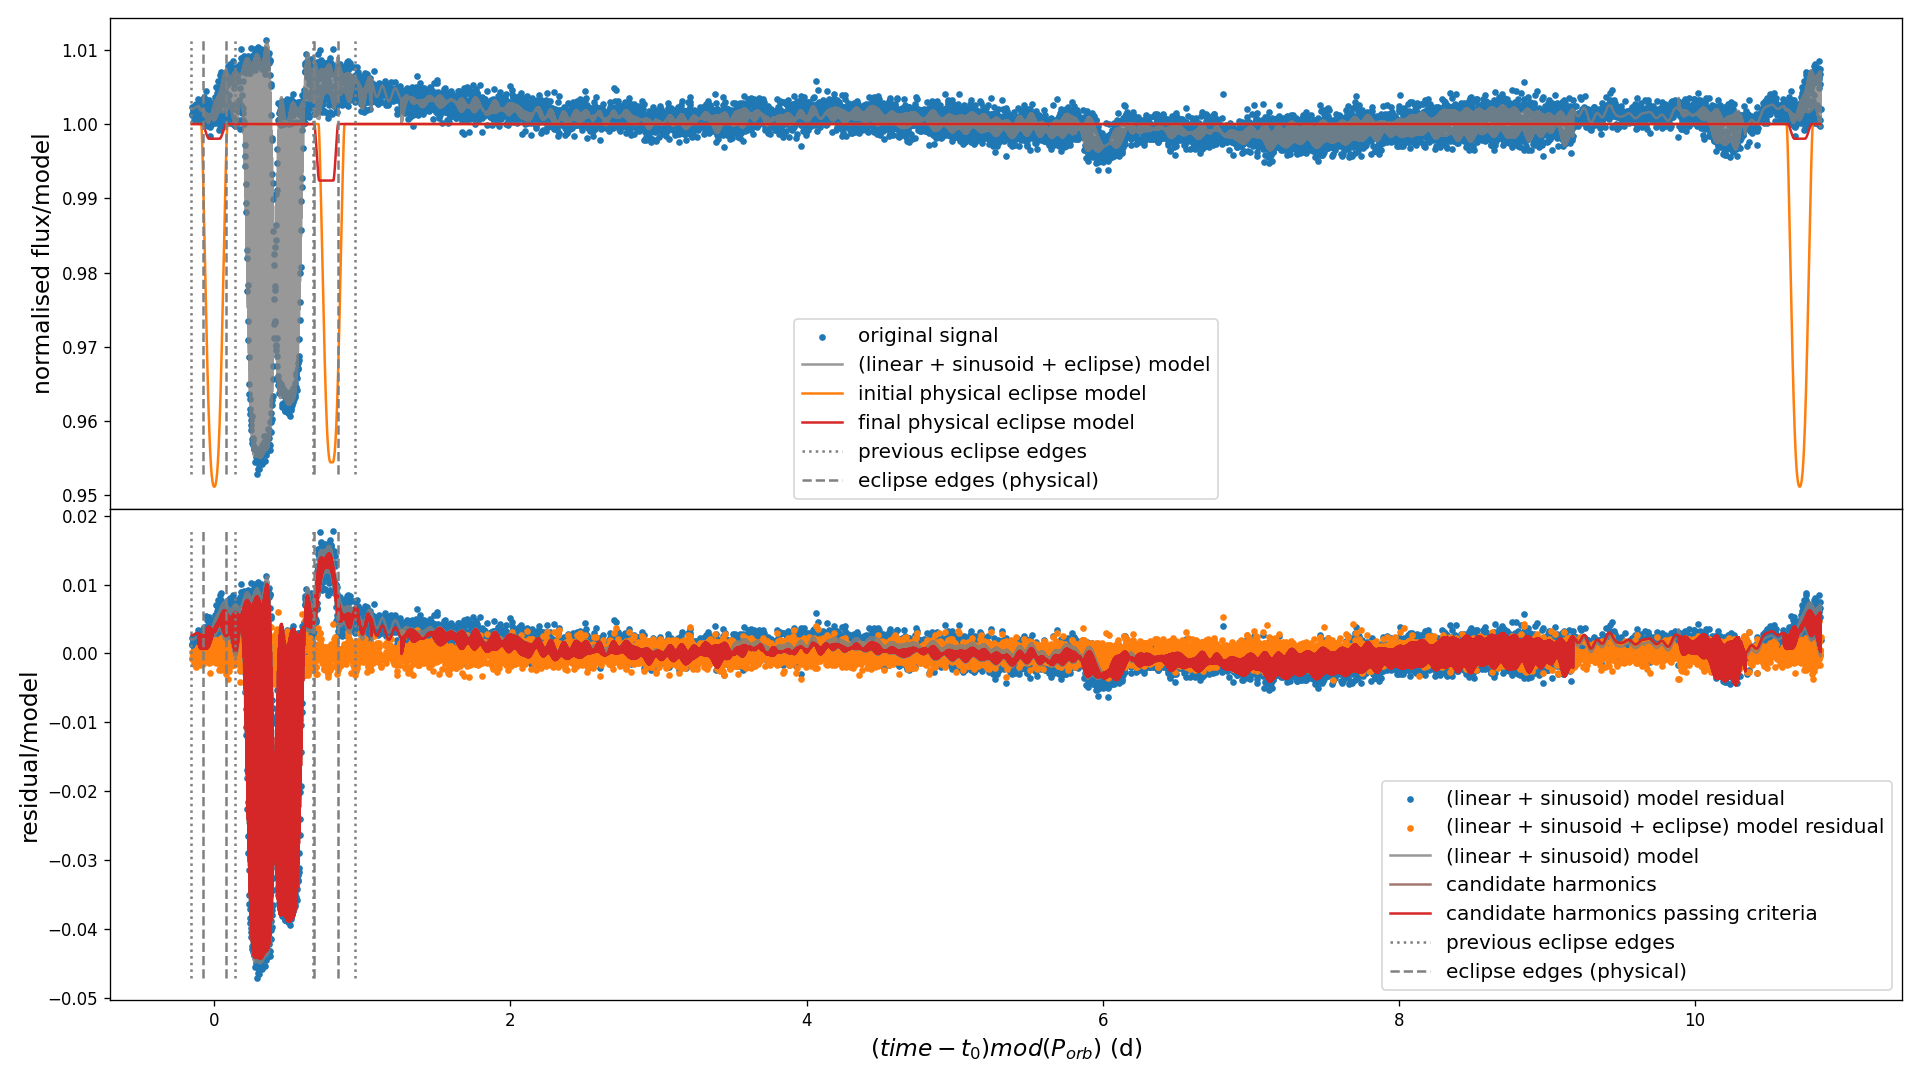 normalised flux/model
1.01
1.00
0.99
0.98
0.97
0.96
0.95
original signal
(linear + sinusoid + eclipse) model
initial physical eclipse model
final physical eclipse model
previous eclipse edges
eclipse edges (physical)
residual/model
0.02
0.01
0.00
−0.01
−0.02
−0.03
−0.04
−0.05
(linear + sinusoid) model residual
(linear + sinusoid + eclipse) model residual
(linear + sinusoid) model
candidate harmonics
candidate harmonics passing criteria
previous eclipse edges
eclipse edges (physical)
0 2 4 6 8 10
(time − t₀)mod(Pₒᵣb) (d)